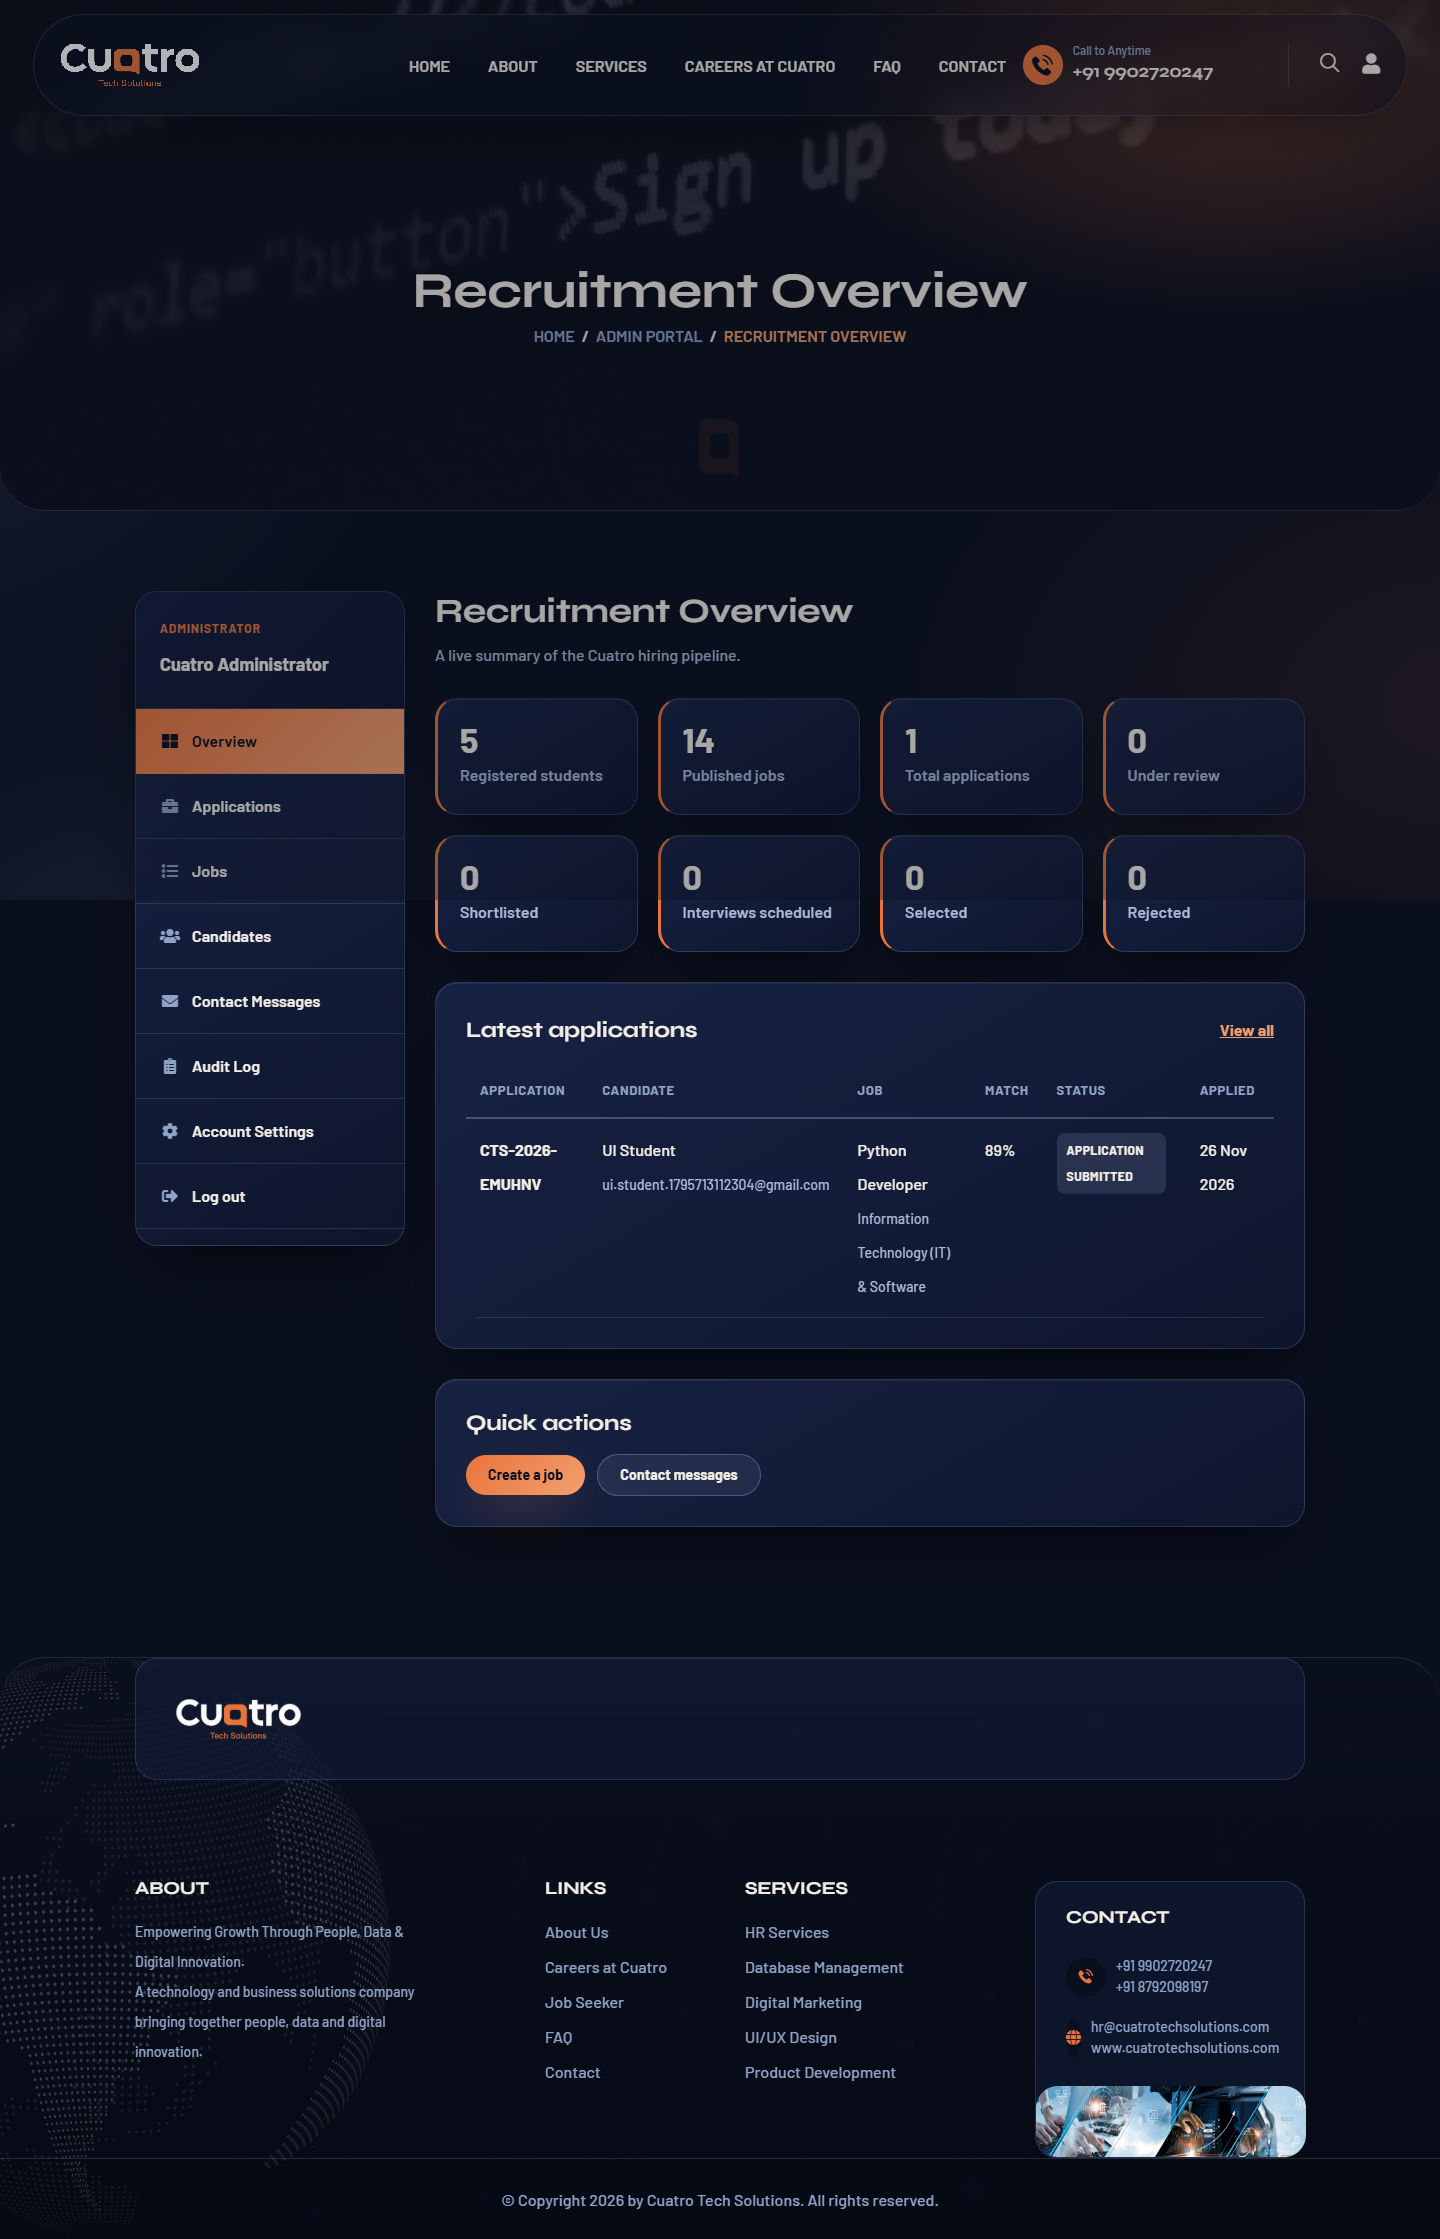 Cuatro
Tech Solutions
HOME
ABOUT
SERVICES
CAREERS AT CUATRO
FAQ
CONTACT
Call to Anytime
+91 9902720247
" role="button">Sign up today
Recruitment Overview
HOME / ADMIN PORTAL / RECRUITMENT OVERVIEW
ADMINISTRATOR
Cuatro Administrator
Overview
Applications
Jobs
Candidates
Contact Messages
Audit Log
Account Settings
Log out
Recruitment Overview
A live summary of the Cuatro hiring pipeline.
5
Registered students
14
Published jobs
1
Total applications
0
Under review
0
Shortlisted
0
Interviews scheduled
0
Selected
0
Rejected
Latest applications
View all
APPLICATION CANDIDATE JOB MATCH STATUS APPLIED
CTS-2026-
EMUHNV
UI Student
ui.student.1795713112304@gmail.com
Python
Developer
Information
Technology (IT)
& Software
89%
APPLICATION
SUBMITTED
26 Nov
2026
Quick actions
Create a job
Contact messages
Cuatro
Tech Solutions
ABOUT
Empowering Growth Through People, Data &
Digital Innovation.
A technology and business solutions company
bringing together people, data and digital
innovation.
LINKS
About Us
Careers at Cuatro
Job Seeker
FAQ
Contact
SERVICES
HR Services
Database Management
Digital Marketing
UI/UX Design
Product Development
CONTACT
+91 9902720247
+91 8792098197
hr@cuatrotechsolutions.com
www.cuatrotechsolutions.com
© Copyright 2026 by Cuatro Tech Solutions. All rights reserved.